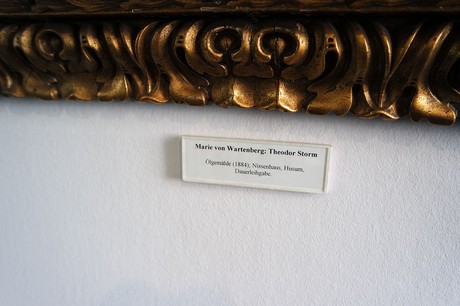 Marie von Wartenberg: Theodor Storm
Ölgemälde (1884); Nissenhaus, Husum,
Dauerleihgabe.